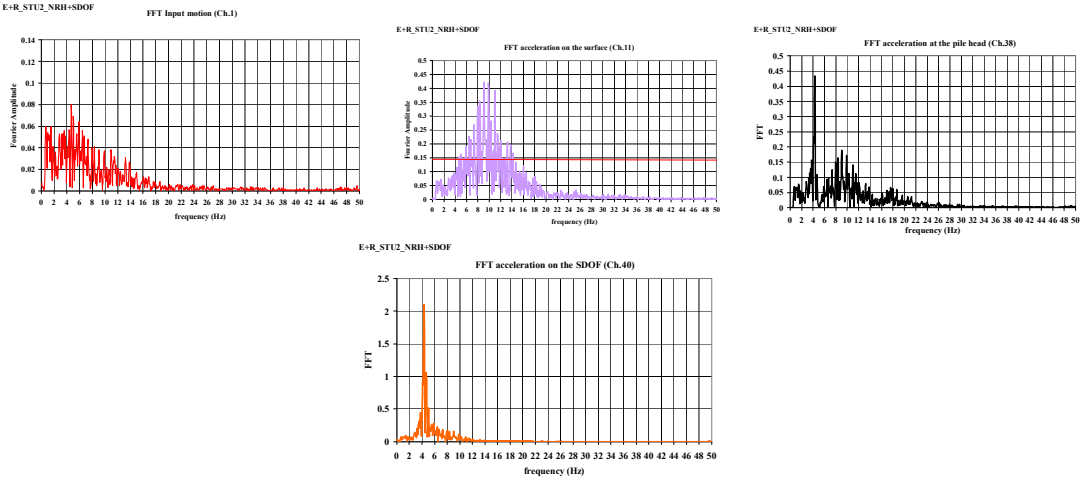 E+R_STU2_NRH+SDOF
FFT Input motion (Ch.1)
0.14
0.12
0.1
0.08
0.06
0.04
0.02
0
Fourier Amplitude
0 2 4 6 8 10 12 14 16 18 20 22 24 26 28 30 32 34 36 38 40 42 44 46 48 50
frequency (Hz)
E+R_STU2_NRH+SDOF
FFT acceleration on the surface (Ch.11)
0.5
0.45
0.4
0.35
0.3
0.25
0.2
0.15
0.1
0.05
0
Fourier Amplitude
0 2 4 6 8 10 12 14 16 18 20 22 24 26 28 30 32 34 36 38 40 42 44 46 48 50
frequency (Hz)
E+R_STU2_NRH+SDOF
FFT acceleration at the pile head (Ch.38)
0.5
0.45
0.4
0.35
0.3
0.25
0.2
0.15
0.1
0.05
0
FFT
0 2 4 6 8 10 12 14 16 18 20 22 24 26 28 30 32 34 36 38 40 42 44 46 48 50
frequency (Hz)
E+R_STU2_NRH+SDOF
FFT acceleration on the SDOF (Ch.40)
2.5
2
1.5
1
0.5
0
FFT
0 2 4 6 8 10 12 14 16 18 20 22 24 26 28 30 32 34 36 38 40 42 44 46 48 50
frequency (Hz)